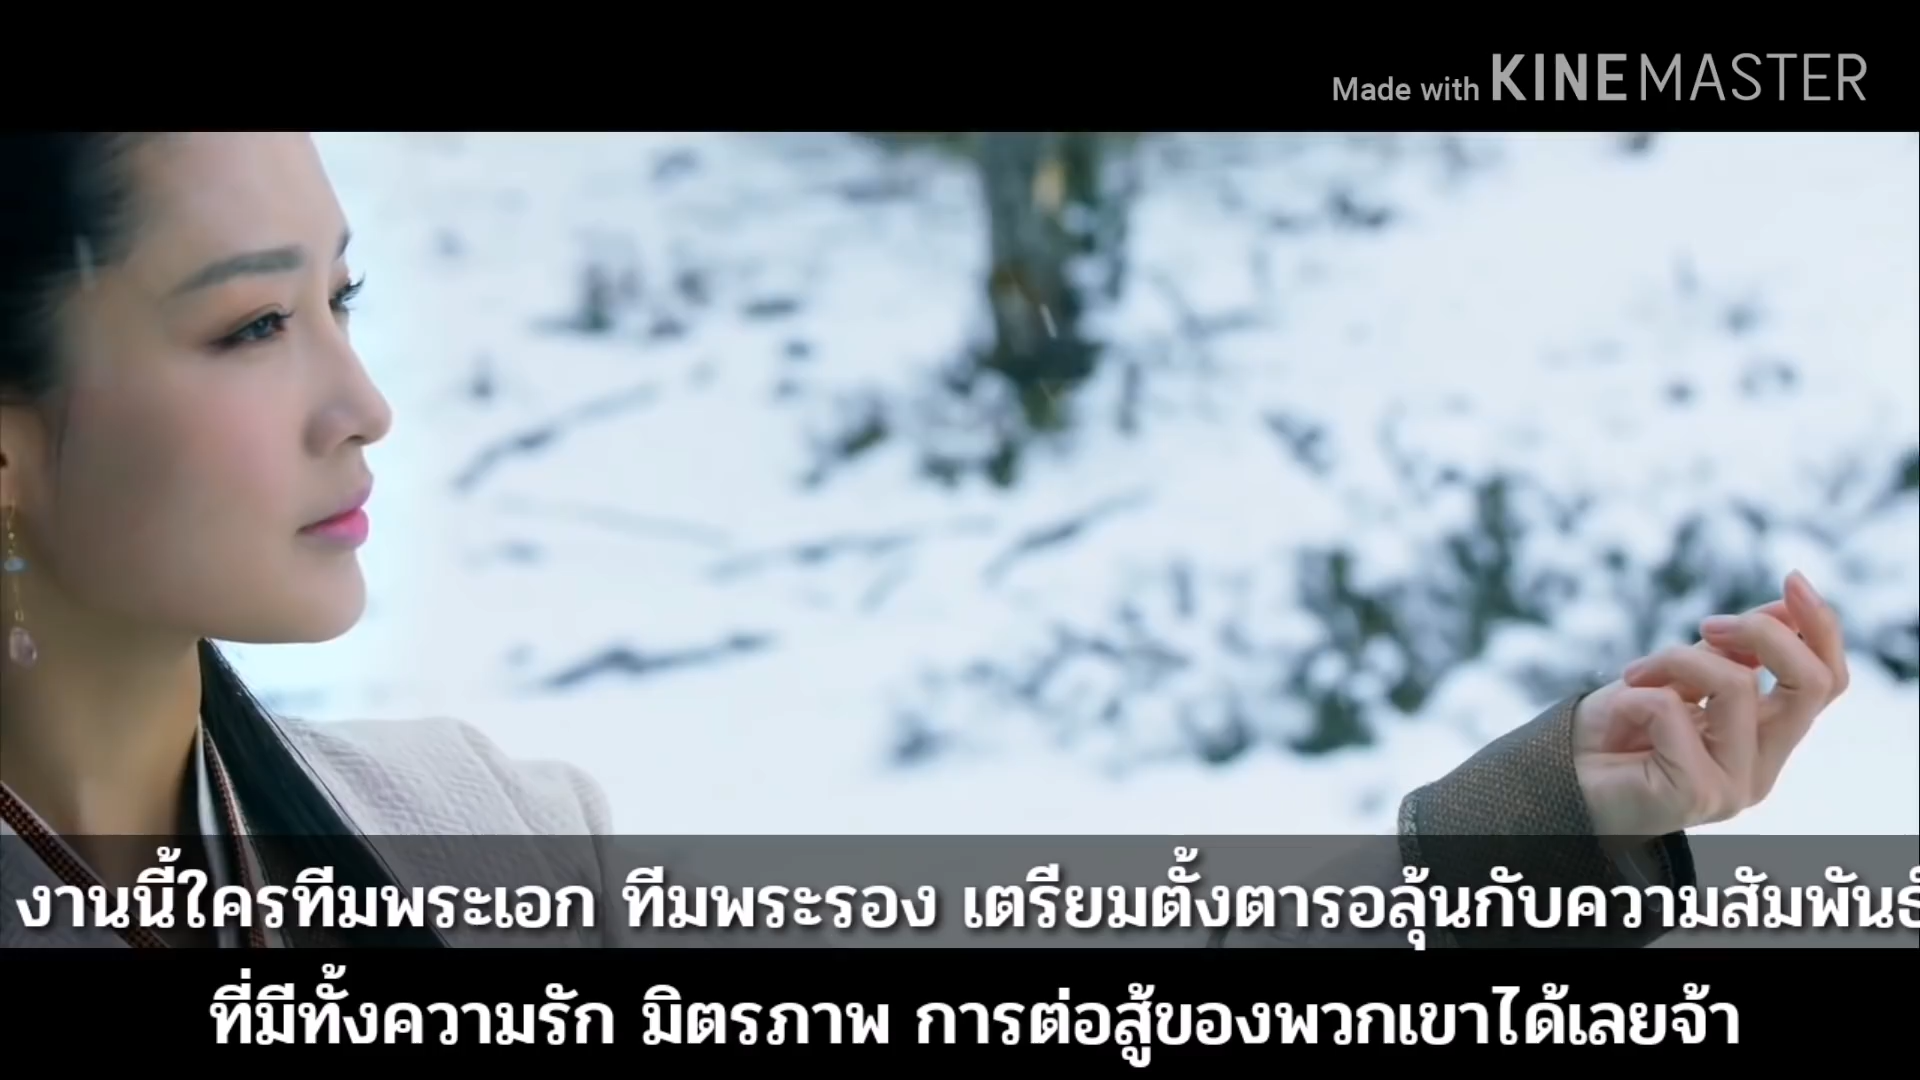 Made with KINEMASTER
งานนี้ใครทีมพระเอก ทีมพระรอง เตรียมตั้งตารอลุ้นกับความสัมพันธ์
ที่มีทั้งความรัก มิตรภาพ การต่อสู้ของพวกเขาได้เลยจ้า